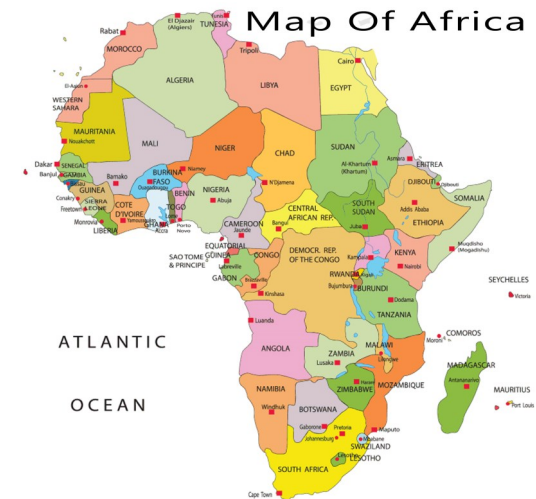 Map Of Africa
El Djazair
(Algiers)
Tunis
TUNISIA
Rabat
MOROCCO
Tripoli
Cairo
ALGERIA
LIBYA
EGYPT
El-Aaiun
WESTERN
SAHARA
MAURITANIA
Nouakchott
MALI
NIGER
CHAD
SUDAN
Al-Khartum
(Khartum)
Asmara
ERITREA
Dakar
SENEGAL
Banjul
GAMBIA
Bissau
Bamako
BURKINA
FASO
Ouagadougou
Niamey
N'Djamena
DJIBOUTI
Djibouti
GUINEA
Conakry
SIERRA
LEONE
Freetown
Monrovia
LIBERIA
COTE
D'IVOIRE
Yamoussoukro
GHANA
Accra
TOGO
Lome
BENIN
Porto
Novo
NIGERIA
Abuja
CENTRAL
AFRICAN REP.
Bangui
SOUTH
SUDAN
Juba
Addis Ababa
ETHIOPIA
SOMALIA
Muqdisho
(Mogadishu)
CAMEROON
Jaunde
EQUATORIAL
GUINEA
SAO TOME
& PRINCIPE
Libreville
GABON
CONGO
Brazzaville
Kinshasa
DEMOCR. REP.
OF THE CONGO
Kampala
KENYA
Nairobi
RWANDA
Kigali
Bujumbura
BURUNDI
Dodama
TANZANIA
SEYCHELLES
Victoria
Luanda
ANGOLA
ZAMBIA
Lusaka
MALAWI
Lilongwe
COMOROS
Moroni
ATLANTIC
OCEAN
MADAGASCAR
Antananarivo
MAURITIUS
Port Louis
NAMIBIA
Windhuk
BOTSWANA
Gaborone
ZIMBABWE
Harare
MOZAMBIQUE
Pretoria
Johannesburg
Maputo
Mbabane
SWAZILAND
Lesotho
LESOTHO
SOUTH AFRICA
Cape Town